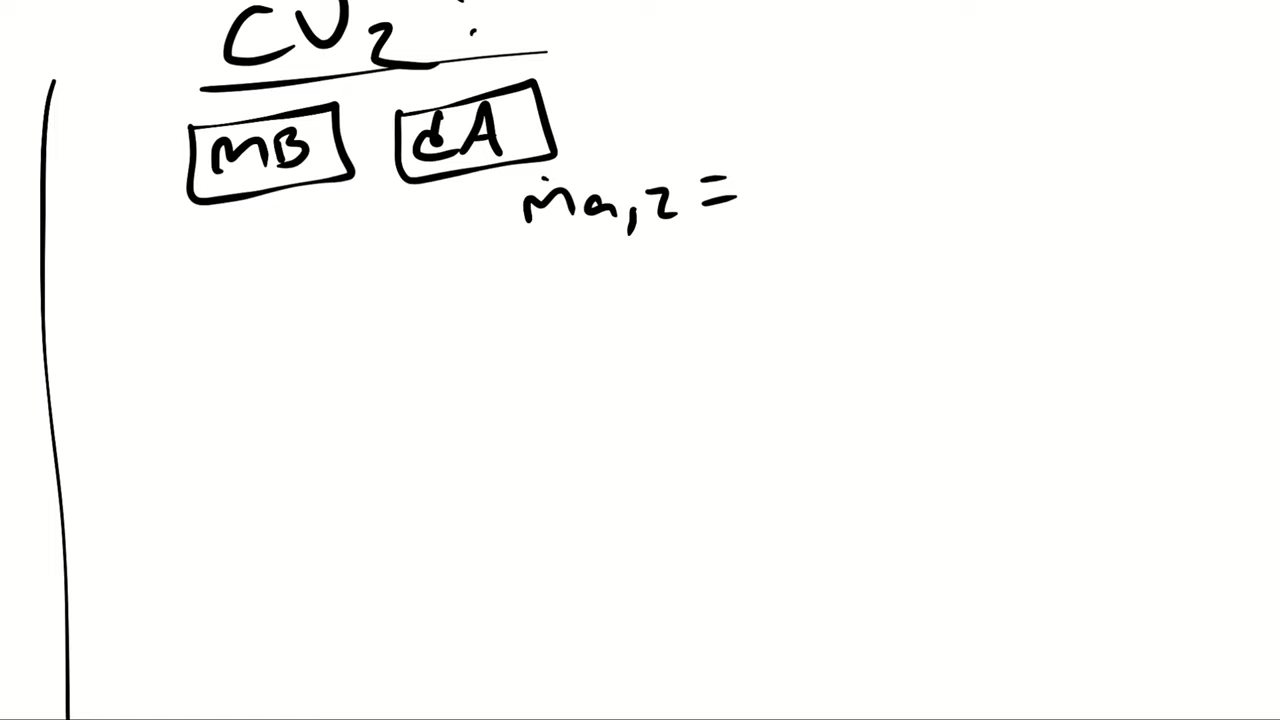 CV2:
MB dA
ṁa,2 =